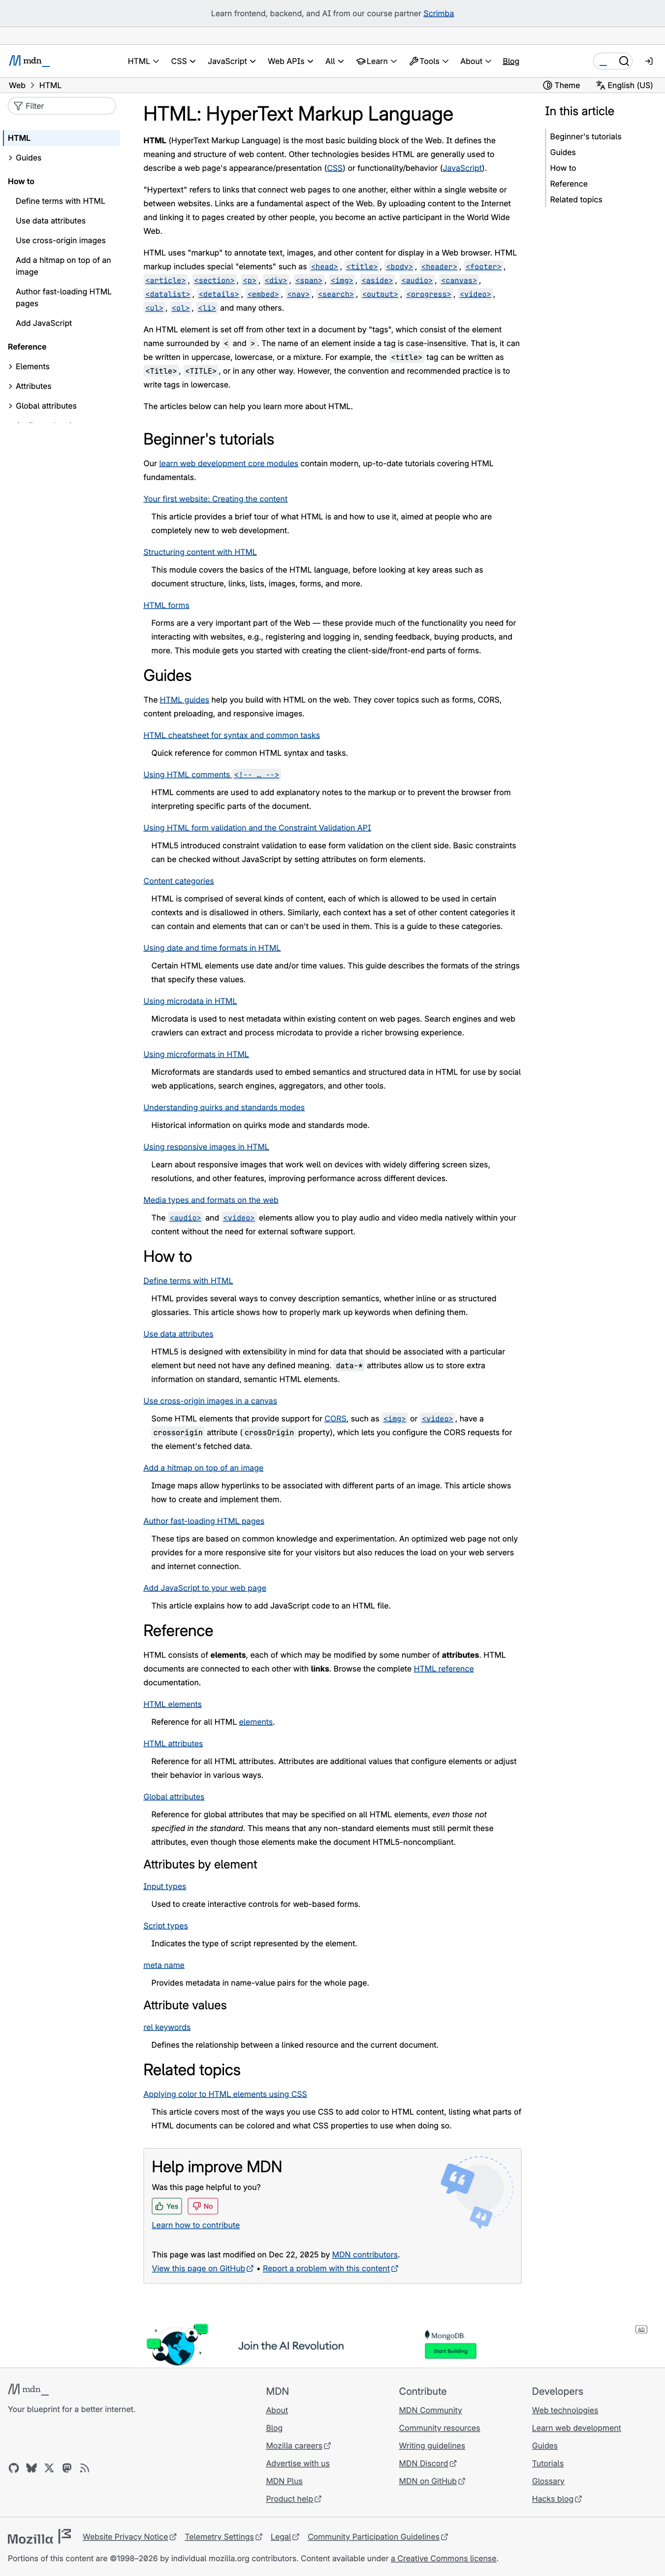 Learn frontend, backend, and AI from our course partner Scrimba
mdn_
HTML CSS JavaScript Web APIs All Learn Tools About Blog
Web HTML
Theme English (US)
Filter
HTML
Guides
How to
Define terms with HTML
Use data attributes
Use cross-origin images
Add a hitmap on top of an
image
Author fast-loading HTML
pages
Add JavaScript
Reference
Elements
Attributes
Global attributes
HTML: HyperText Markup Language
HTML (HyperText Markup Language) is the most basic building block of the Web. It defines the
meaning and structure of web content. Other technologies besides HTML are generally used to
describe a web page's appearance/presentation (CSS) or functionality/behavior (JavaScript).
"Hypertext" refers to links that connect web pages to one another, either within a single website or
between websites. Links are a fundamental aspect of the Web. By uploading content to the Internet
and linking it to pages created by other people, you become an active participant in the World Wide
Web.
HTML uses "markup" to annotate text, images, and other content for display in a Web browser. HTML
markup includes special "elements" such as <head>, <title>, <body>, <header>, <footer>,
<article>, <section>, <p>, <div>, <span>, <img>, <aside>, <audio>, <canvas>,
<datalist>, <details>, <embed>, <nav>, <search>, <output>, <progress>, <video>,
<ul>, <ol>, <li> and many others.
An HTML element is set off from other text in a document by "tags", which consist of the element
name surrounded by < and >. The name of an element inside a tag is case-insensitive. That is, it can
be written in uppercase, lowercase, or a mixture. For example, the <title> tag can be written as
<Title>, <TITLE>, or in any other way. However, the convention and recommended practice is to
write tags in lowercase.
The articles below can help you learn more about HTML.
Beginner's tutorials
Our learn web development core modules contain modern, up-to-date tutorials covering HTML
fundamentals.
Your first website: Creating the content
This article provides a brief tour of what HTML is and how to use it, aimed at people who are
completely new to web development.
Structuring content with HTML
This module covers the basics of the HTML language, before looking at key areas such as
document structure, links, lists, images, forms, and more.
HTML forms
Forms are a very important part of the Web — these provide much of the functionality you need for
interacting with websites, e.g., registering and logging in, sending feedback, buying products, and
more. This module gets you started with creating the client-side/front-end parts of forms.
Guides
The HTML guides help you build with HTML on the web. They cover topics such as forms, CORS,
content preloading, and responsive images.
HTML cheatsheet for syntax and common tasks
Quick reference for common HTML syntax and tasks.
Using HTML comments <!-- … -->
HTML comments are used to add explanatory notes to the markup or to prevent the browser from
interpreting specific parts of the document.
Using HTML form validation and the Constraint Validation API
HTML5 introduced constraint validation to ease form validation on the client side. Basic constraints
can be checked without JavaScript by setting attributes on form elements.
Content categories
HTML is comprised of several kinds of content, each of which is allowed to be used in certain
contexts and is disallowed in others. Similarly, each context has a set of other content categories it
can contain and elements that can or can't be used in them. This is a guide to these categories.
Using date and time formats in HTML
Certain HTML elements use date and/or time values. This guide describes the formats of the strings
that specify these values.
Using microdata in HTML
Microdata is used to nest metadata within existing content on web pages. Search engines and web
crawlers can extract and process microdata to provide a richer browsing experience.
Using microformats in HTML
Microformats are standards used to embed semantics and structured data in HTML for use by social
web applications, search engines, aggregators, and other tools.
Understanding quirks and standards modes
Historical information on quirks mode and standards mode.
Using responsive images in HTML
Learn about responsive images that work well on devices with widely differing screen sizes,
resolutions, and other features, improving performance across different devices.
Media types and formats on the web
The <audio> and <video> elements allow you to play audio and video media natively within your
content without the need for external software support.
How to
Define terms with HTML
HTML provides several ways to convey description semantics, whether inline or as structured
glossaries. This article shows how to properly mark up keywords when defining them.
Use data attributes
HTML5 is designed with extensibility in mind for data that should be associated with a particular
element but need not have any defined meaning. data-* attributes allow us to store extra
information on standard, semantic HTML elements.
Use cross-origin images in a canvas
Some HTML elements that provide support for CORS, such as <img> or <video>, have a
crossorigin attribute (crossOrigin property), which lets you configure the CORS requests for
the element's fetched data.
Add a hitmap on top of an image
Image maps allow hyperlinks to be associated with different parts of an image. This article shows
how to create and implement them.
Author fast-loading HTML pages
These tips are based on common knowledge and experimentation. An optimized web page not only
provides for a more responsive site for your visitors but also reduces the load on your web servers
and internet connection.
Add JavaScript to your web page
This article explains how to add JavaScript code to an HTML file.
Reference
HTML consists of elements, each of which may be modified by some number of attributes. HTML
documents are connected to each other with links. Browse the complete HTML reference
documentation.
HTML elements
Reference for all HTML elements.
HTML attributes
Reference for all HTML attributes. Attributes are additional values that configure elements or adjust
their behavior in various ways.
Global attributes
Reference for global attributes that may be specified on all HTML elements, even those not
specified in the standard. This means that any non-standard elements must still permit these
attributes, even though those elements make the document HTML5-noncompliant.
Attributes by element
Input types
Used to create interactive controls for web-based forms.
Script types
Indicates the type of script represented by the element.
meta name
Provides metadata in name-value pairs for the whole page.
Attribute values
rel keywords
Defines the relationship between a linked resource and the current document.
Related topics
Applying color to HTML elements using CSS
This article covers most of the ways you use CSS to add color to HTML content, listing what parts of
HTML documents can be colored and what CSS properties to use when doing so.
In this article
Beginner's tutorials
Guides
How to
Reference
Related topics
Help improve MDN
Was this page helpful to you?
Yes No
Learn how to contribute
This page was last modified on Dec 22, 2025 by MDN contributors.
View this page on GitHub • Report a problem with this content
Join the AI Revolution
MongoDB.
Start Building
AD
mdn_
Your blueprint for a better internet.
MDN
About
Blog
Mozilla careers
Advertise with us
MDN Plus
Product help
Contribute
MDN Community
Community resources
Writing guidelines
MDN Discord
MDN on GitHub
Developers
Web technologies
Learn web development
Guides
Tutorials
Glossary
Hacks blog
Mozilla
Website Privacy Notice Telemetry Settings Legal Community Participation Guidelines
Portions of this content are ©1998–2026 by individual mozilla.org contributors. Content available under a Creative Commons license.